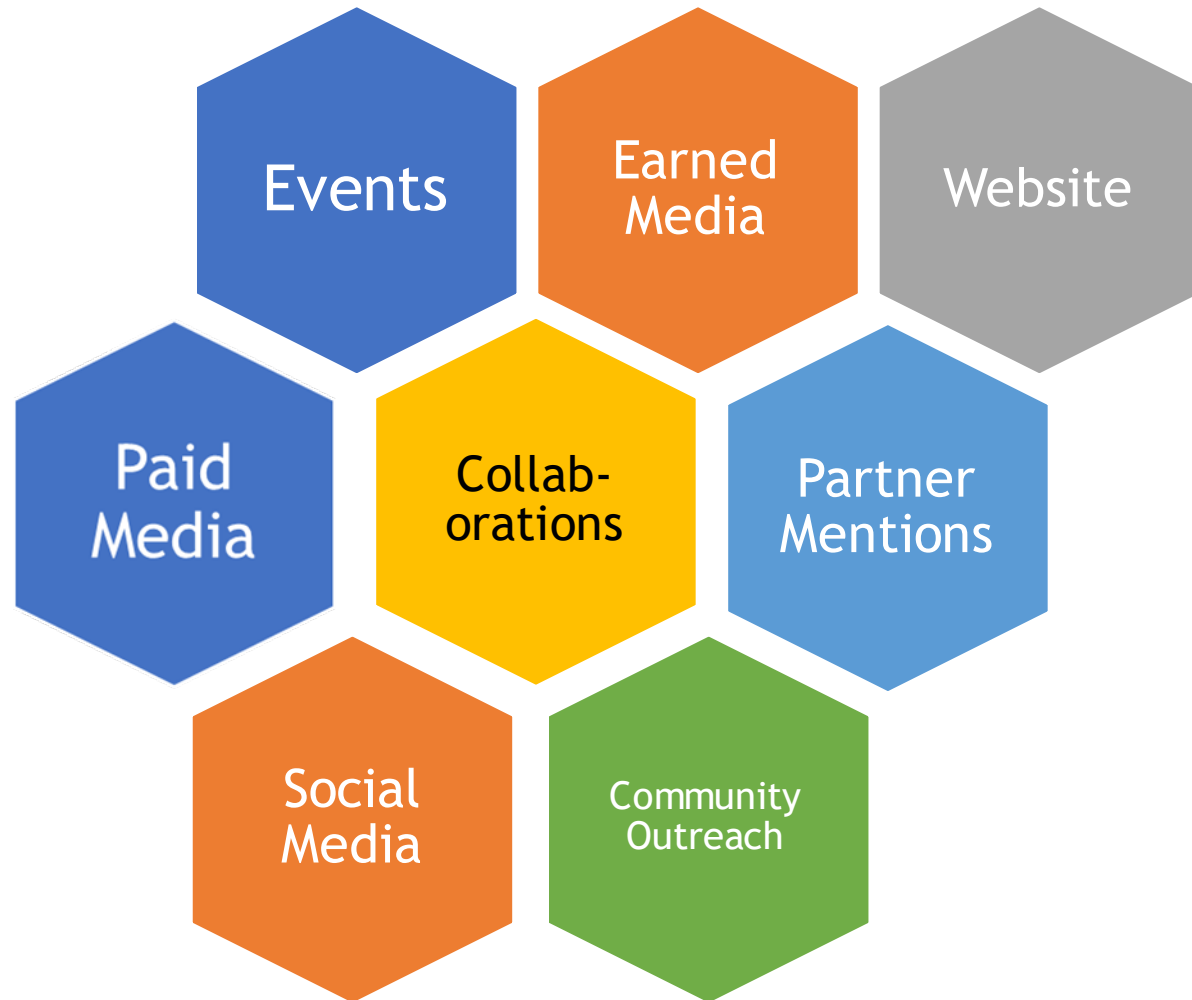 Events
Earned
Media
Website
Paid
Media
Collab-
orations
Partner
Mentions
Social
Media
Community
Outreach